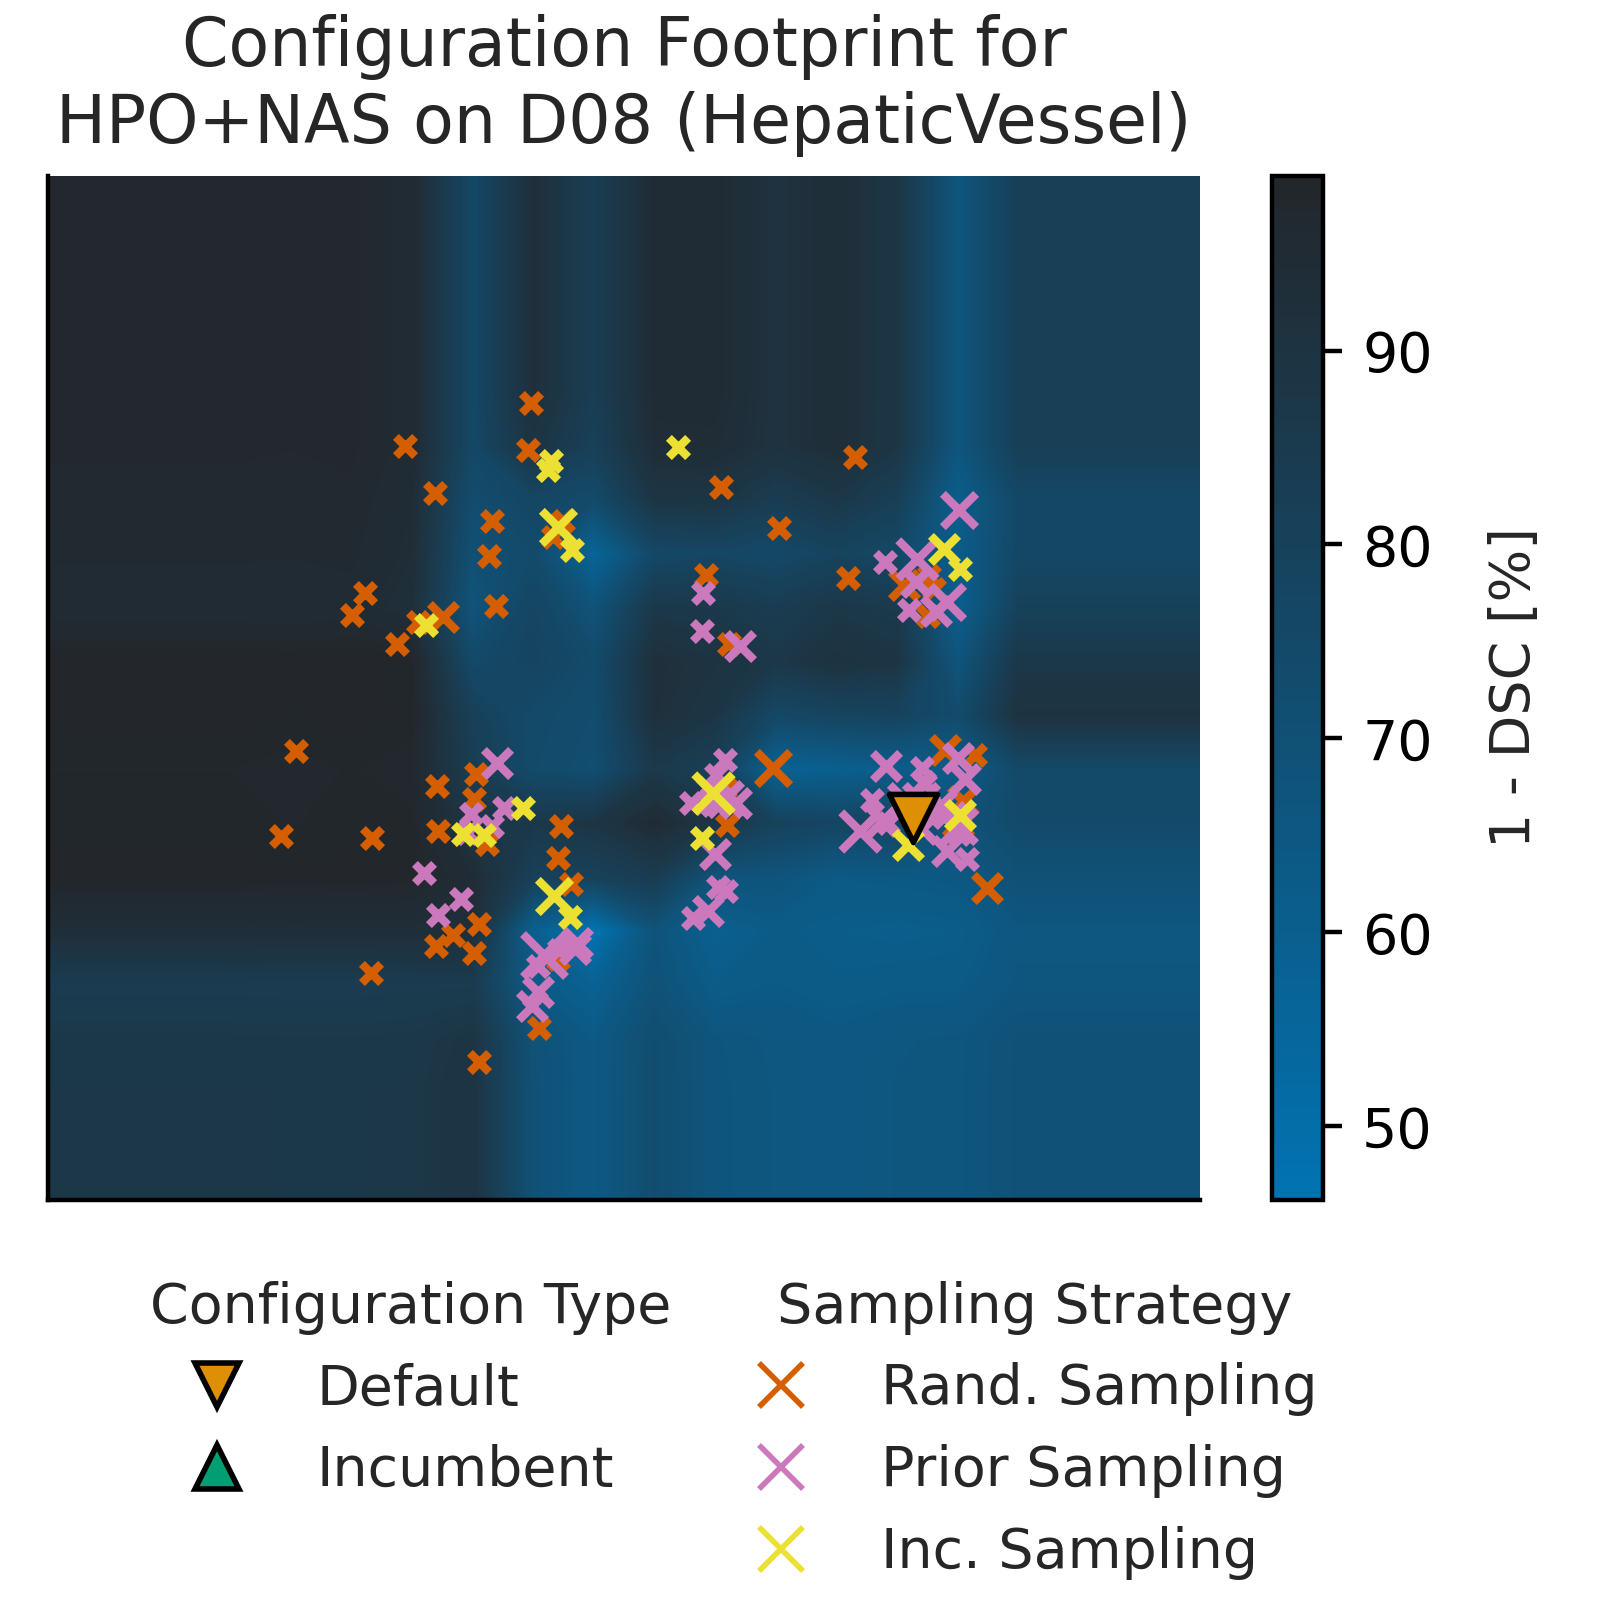 Configuration Footprint for
HPO+NAS on D08 (HepaticVessel)
90
80
70
60
50
1 - DSC [%]
Configuration Type
Default
Incumbent
Sampling Strategy
Rand. Sampling
Prior Sampling
Inc. Sampling